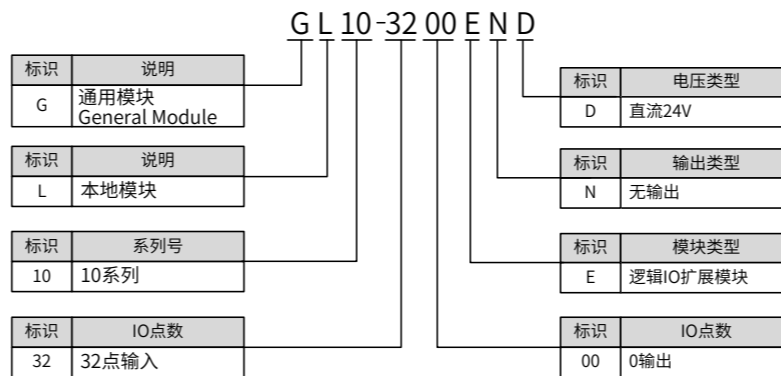 GL10-3200END
标识 说明
G 通用模块
General Module
标识 说明
L 本地模块
标识 系列号
10 10系列
标识 IO点数
32 32点输入
标识 电压类型
D 直流24V
标识 输出类型
N 无输出
标识 模块类型
E 逻辑IO扩展模块
标识 IO点数
00 0输出